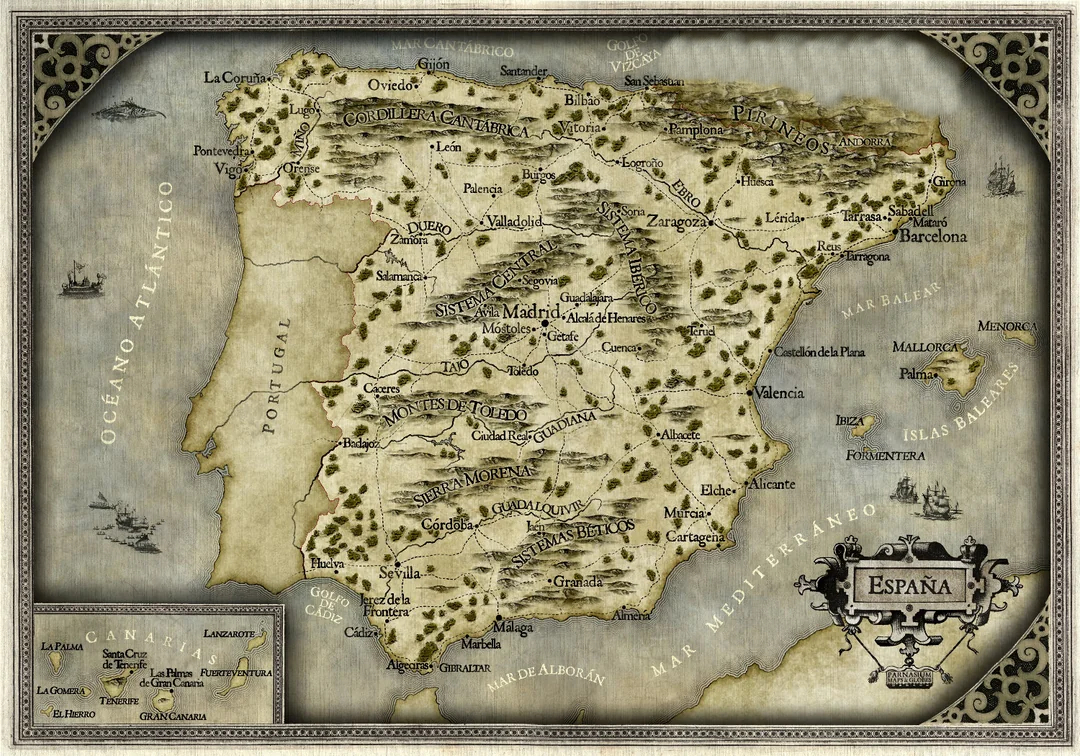 MAR CANTÁBRICO
GOLFO
DE
VIZCAYA
La Coruña
Gijón
Oviedo
Santander
San Sebastian
Bilbao
Lugo
CORDILLERA CANTÁBRICA
Vitoria
Pamplona
PIRINEOS
ANDORRA
MIÑO
Pontevedra
Vigo
Orense
León
Logroño
Burgos
Palencia
Huesca
EBRO
Girona
OCÉANO ATLÁNTICO
DUERO
Zamora
Valladolid
Soria
Zaragoza
SISTEMA IBÉRICO
Lérida
Tarrasa
Sabadell
Mataró
Barcelona
Reus
Tarragona
Salamanca
SISTEMA CENTRAL
Segovia
Guadalajara
Ávila
Madrid
Alcalá de Henares
Móstoles
Getafe
Cuenca
Teruel
MAR BALEAR
MENORCA
MALLORCA
Palma
Castellón de la Plana
PORTUGAL
TAJO
Toledo
Cáceres
Valencia
ISLAS BALEARES
IBIZA
FORMENTERA
MONTES DE TOLEDO
Ciudad Real
GUADIANA
Badajoz
Albacete
SIERRA MORENA
Elche
Alicante
GUADALQUIVIR
Murcia
Córdoba
Jaén
SISTEMAS BÉTICOS
Cartagena
Huelva
Sevilla
Granada
GOLFO
DE
CÁDIZ
Jerez de la
Frontera
Almería
Cádiz
Málaga
Marbella
Algeciras
GIBRALTAR
MAR DE ALBORÁN
MAR MEDITERRÁNEO
ESPAÑA
PARNASIUM
MAPS & GLOBES
CANARIAS
LANZAROTE
LA PALMA
Santa Cruz
de Tenerife
Las Palmas
de Gran Canaria
FUERTEVENTURA
LA GOMERA
TENERIFE
EL HIERRO
GRAN CANARIA